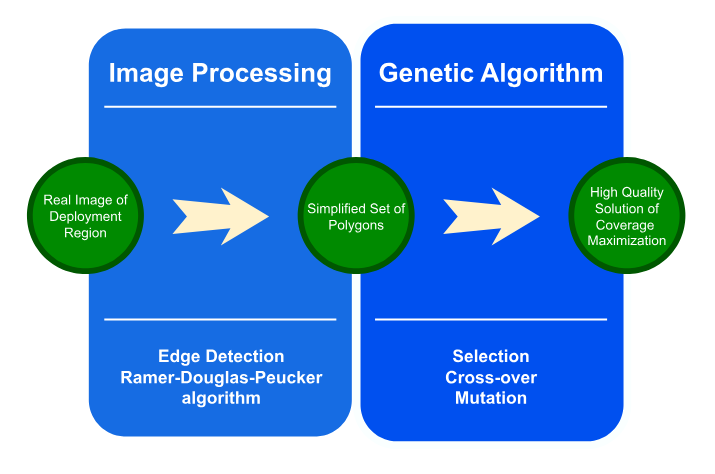 Image Processing
Genetic Algorithm
Real Image of
Deployment
Region
Simplified Set of
Polygons
High Quality
Solution of
Coverage
Maximization
Edge Detection
Ramer-Douglas-Peucker
algorithm
Selection
Cross-over
Mutation